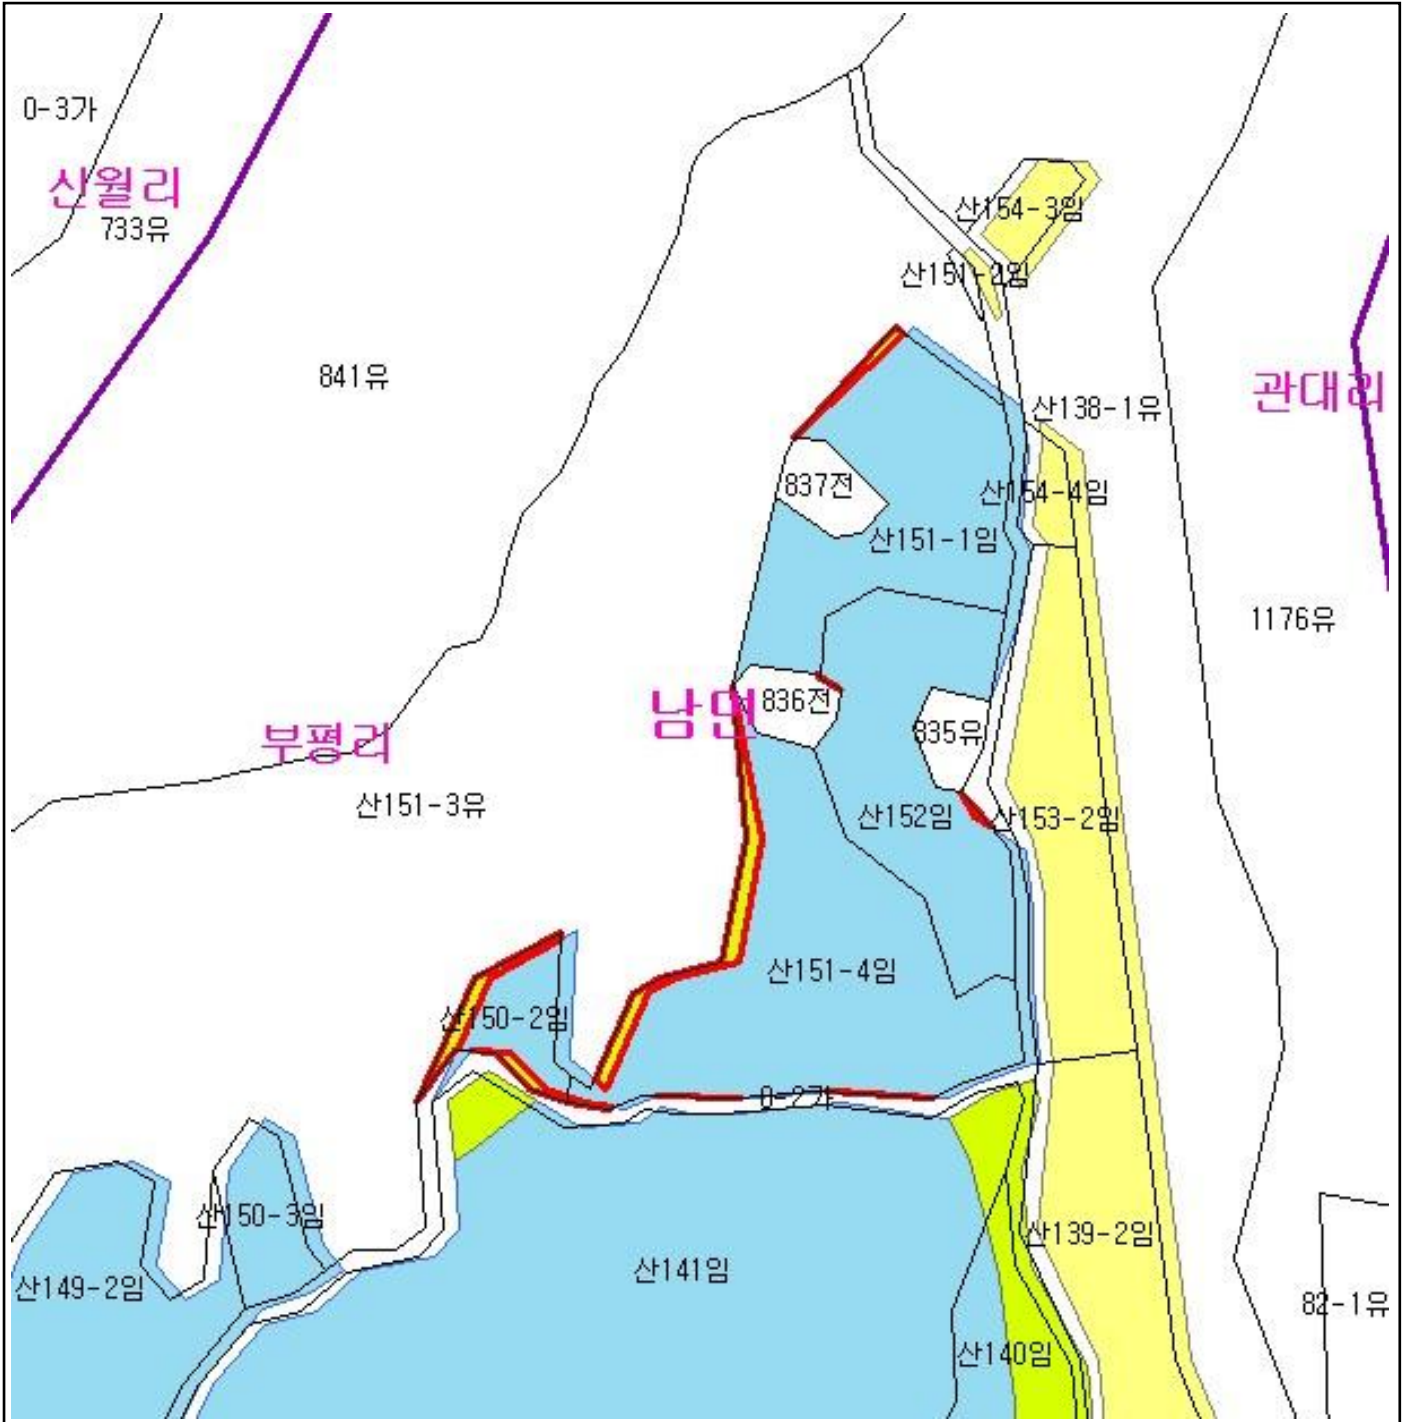 0-3가
신월리
733유
산154-3임
산151-2임
841유
관대리
산138-1유
837전
산154-4임
산151-1임
1176유
남면
836전
835유
부평리
산151-3유
산152임
산153-2임
산151-4임
산150-2임
0-2가
산150-3임
산139-2임
산141임
산149-2임
82-1유
산140임